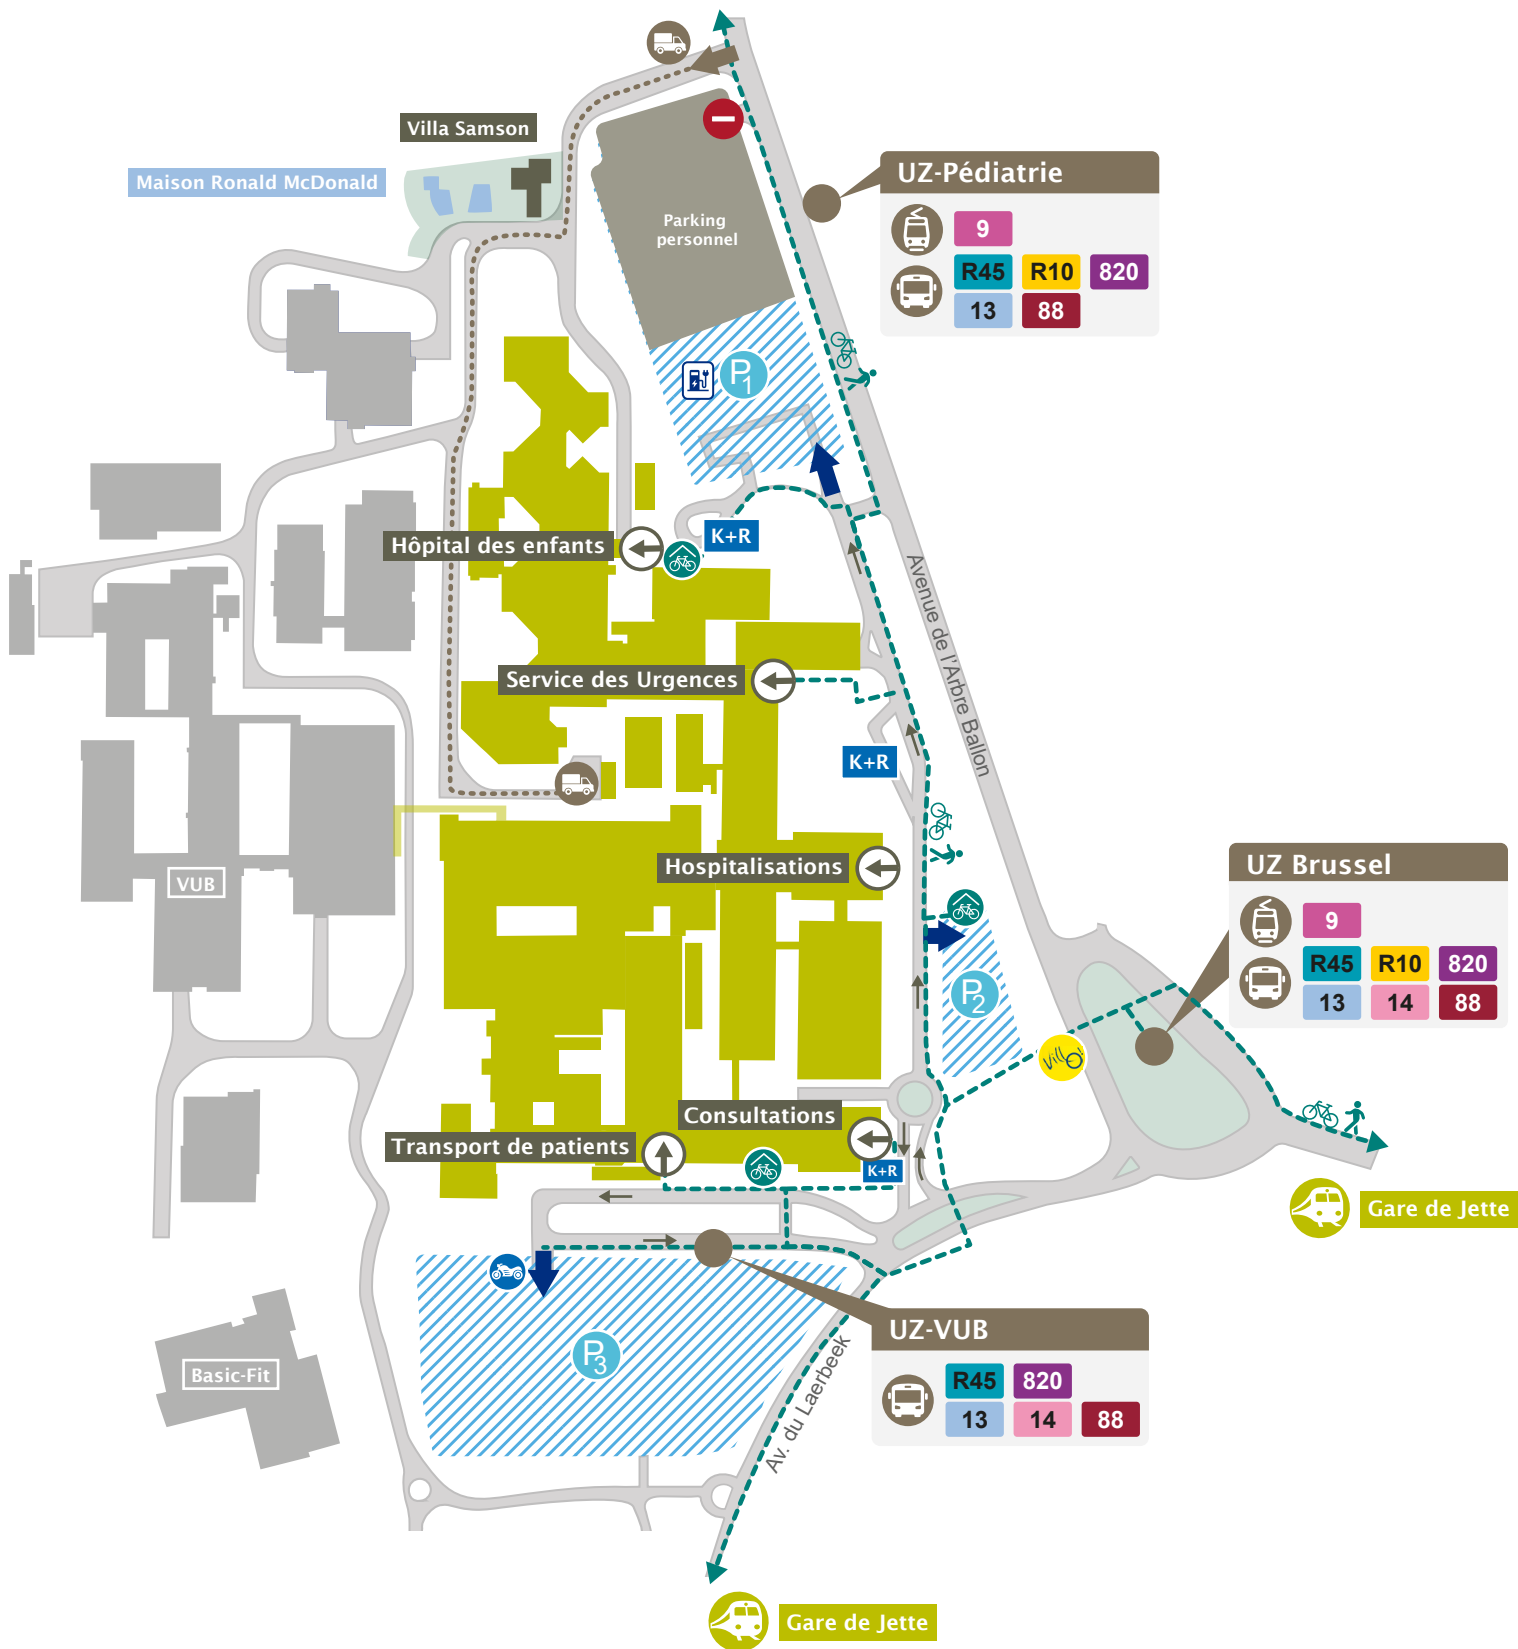 Villa Samson
Maison Ronald McDonald
Parking
personnel
UZ-Pédiatrie
9
R45 R10 820
13 88
P1
K+R
Hôpital des enfants
Avenue de l'Arbre Ballon
Service des Urgences
K+R
Hospitalisations
VUB
UZ Brussel
9
R45 R10 820
13 14 88
P2
Villo
Consultations
Transport de patients
K+R
Gare de Jette
P3
UZ-VUB
R45 820
13 14 88
Basic-Fit
Av. du Laerbeek
Gare de Jette